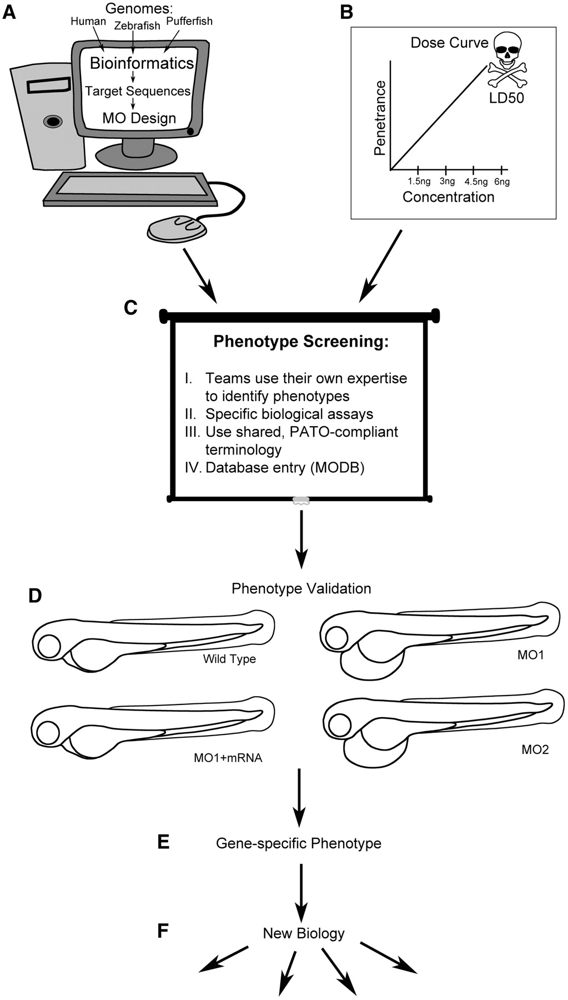 A
Genomes:
Human
Zebrafish
Pufferfish
Bioinformatics
Target Sequences
MO Design
B
Dose Curve
LD50
Penetrance
1.5ng 3ng 4.5ng 6ng
Concentration
C
Phenotype Screening:
I. Teams use their own expertise
to identify phenotypes
II. Specific biological assays
III. Use shared, PATO-compliant
terminology
IV. Database entry (MODB)
D
Phenotype Validation
Wild Type
MO1
MO1+mRNA
MO2
E
Gene-specific Phenotype
F
New Biology